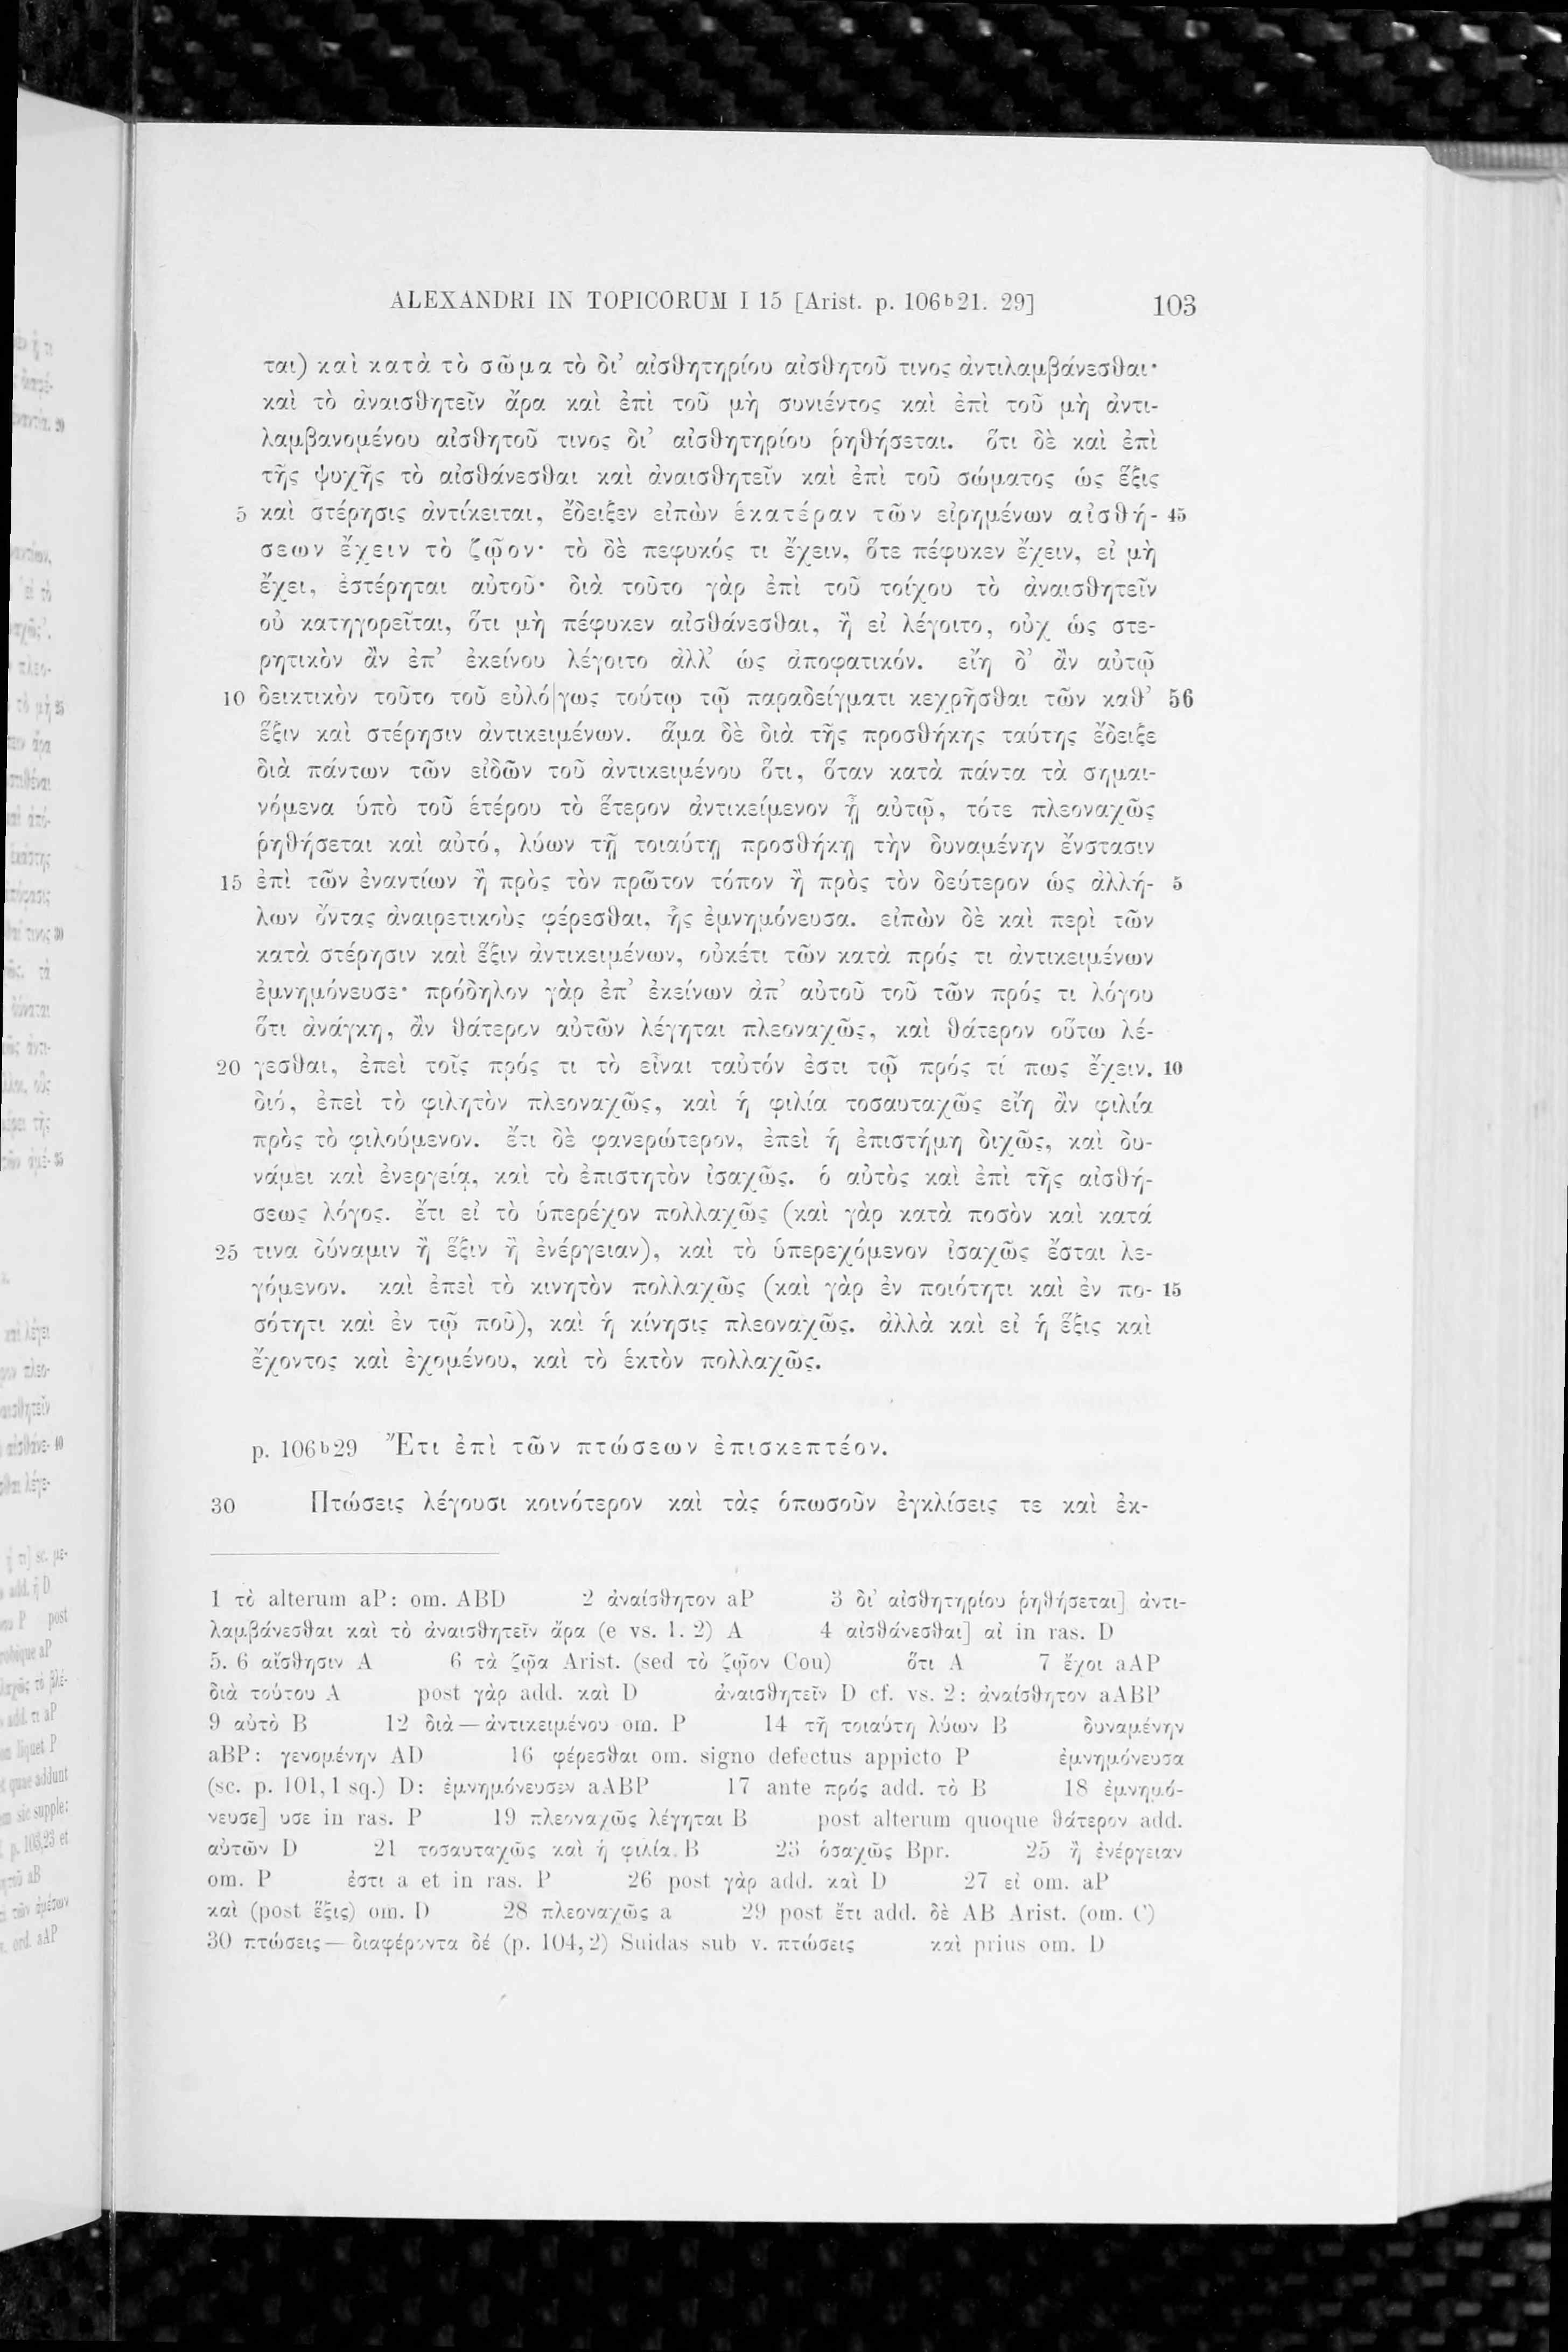 ALEXANDRI IN TOPICORUM I 15 [Arist. p. 106ᵇ21. 29] 103
ται) καὶ κατὰ τὸ σῶμα τὸ δι’ αἰσθητηρίου αἰσθητοῦ τινος ἀντιλαμβάνεσθαι·
καὶ τὸ ἀναισθητεῖν ἄρα καὶ ἐπὶ τοῦ μὴ συνιέντος καὶ ἐπὶ τοῦ μὴ ἀντι-
λαμβανομένου αἰσθητοῦ τινος δι’ αἰσθητηρίου ῥηθήσεται. ὅτι δὲ καὶ ἐπὶ
τῆς ψυχῆς τὸ αἰσθάνεσθαι καὶ ἀναισθητεῖν καὶ ἐπὶ τοῦ σώματος ὡς ἕξις
5 καὶ στέρησις ἀντίκειται, ἔδειξεν εἰπὼν ἑκατέραν τῶν εἰρημένων αἰσθή- 45
σεων ἔχειν τὸ ζῷον· τὸ δὲ πεφυκός τι ἔχειν, ὅτε πέφυκεν ἔχειν, εἰ μὴ
ἔχει, ἐστέρηται αὐτοῦ· διὰ τοῦτο γὰρ ἐπὶ τοῦ τοίχου τὸ ἀναισθητεῖν
οὐ κατηγορεῖται, ὅτι μὴ πέφυκεν αἰσθάνεσθαι, ἢ εἰ λέγοιτο, οὐχ ὡς στε-
ρητικὸν ἂν ἐπ’ ἐκείνου λέγοιτο ἀλλ’ ὡς ἀποφατικόν. εἴη δ’ ἂν αὐτῷ
10 δεικτικὸν τοῦτο τοῦ εὐλό|γως τούτῳ τῷ παραδείγματι κεχρῆσθαι τῶν καθ’ 56
ἕξιν καὶ στέρησιν ἀντικειμένων. ἅμα δὲ διὰ τῆς προσθήκης ταύτης ἔδειξε
διὰ πάντων τῶν εἰδῶν τοῦ ἀντικειμένου ὅτι, ὅταν κατὰ πάντα τὰ σημαι-
νόμενα ὑπὸ τοῦ ἑτέρου τὸ ἕτερον ἀντικείμενον ᾖ αὐτῷ, τότε πλεοναχῶς
ῥηθήσεται καὶ αὐτό, λύων τῇ τοιαύτῃ προσθήκῃ τὴν δυναμένην ἔνστασιν
15 ἐπὶ τῶν ἐναντίων ἢ πρὸς τὸν πρῶτον τόπον ἢ πρὸς τὸν δεύτερον ὡς ἀλλή- 5
λων ὄντας ἀναιρετικοὺς φέρεσθαι, ἧς ἐμνημόνευσα. εἰπὼν δὲ καὶ περὶ τῶν
κατὰ στέρησιν καὶ ἕξιν ἀντικειμένων, οὐκέτι τῶν κατὰ πρός τι ἀντικειμένων
ἐμνημόνευσε· πρόδηλον γὰρ ἐπ’ ἐκείνων ἀπ’ αὐτοῦ τοῦ τῶν πρός τι λόγου
ὅτι ἀνάγκη, ἂν θάτερον αὐτῶν λέγηται πλεοναχῶς, καὶ θάτερον οὕτω λέ-
20 γεσθαι, ἐπεὶ τοῖς πρός τι τὸ εἶναι ταὐτόν ἐστι τῷ πρός τί πως ἔχειν. 10
διό, ἐπεὶ τὸ φιλητὸν πλεοναχῶς, καὶ ἡ φιλία τοσαυταχῶς εἴη ἂν φιλία
πρὸς τὸ φιλούμενον. ἔτι δὲ φανερώτερον, ἐπεὶ ἡ ἐπιστήμη διχῶς, καὶ δυ-
νάμει καὶ ἐνεργείᾳ, καὶ τὸ ἐπιστητὸν ἰσαχῶς. ὁ αὐτὸς καὶ ἐπὶ τῆς αἰσθή-
σεως λόγος. ἔτι εἰ τὸ ὑπερέχον πολλαχῶς (καὶ γὰρ κατὰ ποσὸν καὶ κατά
25 τινα δύναμιν ἢ ἕξιν ἢ ἐνέργειαν), καὶ τὸ ὑπερεχόμενον ἰσαχῶς ἔσται λε-
γόμενον. καὶ ἐπεὶ τὸ κινητὸν πολλαχῶς (καὶ γὰρ ἐν ποιότητι καὶ ἐν πο- 15
σότητι καὶ ἐν τῷ ποῦ), καὶ ἡ κίνησις πλεοναχῶς. ἀλλὰ καὶ εἰ ἡ ἕξις καὶ
ἔχοντος καὶ ἐχομένου, καὶ τὸ ἑκτὸν πολλαχῶς.
p. 106ᵇ29 Ἔτι ἐπὶ τῶν πτώσεων ἐπισκεπτέον.
30 Πτώσεις λέγουσι κοινότερον καὶ τὰς ὁπωσοῦν ἐγκλίσεις τε καὶ ἐκ-
1 τὸ alterum aP: om. ABD 2 ἀναίσθητον aP 3 δι’ αἰσθητηρίου ῥηθήσεται] ἀντι-
λαμβάνεσθαι καὶ τὸ ἀναισθητεῖν ἄρα (e vs. 1. 2) A 4 αἰσθάνεσθαι] αἰ in ras. D
5. 6 αἴσθησιν A 6 τὰ ζῷα Arist. (sed τὸ ζῷον Cou) ὅτι A 7 ἔχοι aAP
διὰ τούτου A post γὰρ add. καὶ D ἀναισθητεῖν D cf. vs. 2: ἀναίσθητον aABP
9 αὐτὸ B 12 διὰ — ἀντικειμένου om. P 14 τῇ τοιαύτῃ λύων B δυναμένην
aBP: γενομένην AD 16 φέρεσθαι om. signo defectus appicto P ἐμνημόνευσα
(sc. p. 101,1 sq.) D: ἐμνημόνευσεν aABP 17 ante πρός add. τὸ B 18 ἐμνημό-
νευσε] υσε in ras. P 19 πλεοναχῶς λέγηται B post alterum quoque θάτερον add.
αὐτῶν D 21 τοσαυταχῶς καὶ ἡ φιλία B 23 ὁσαχῶς Bpr. 25 ἢ ἐνέργειαν
om. P ἐστι a et in ras. P 26 post γὰρ add. καὶ D 27 εἰ om. aP
καὶ (post ἕξις) om. D 28 πλεοναχῶς a 29 post ἔτι add. δὲ AB Arist. (om. C)
30 πτώσεις — διαφέροντα δέ (p. 104,2) Suidas sub v. πτώσεις καὶ prius om. D